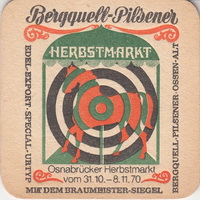 Bergquell-Pilsener
HERBSTMARKT
EDEL-EXPORT · SPECIAL-URTYP
BERGQUELL-PILSENER · OSSEN-ALT
Osnabrücker Herbstmarkt
vom 31.10.-8.11.70
MIT DEM BRAUMEISTER-SIEGEL